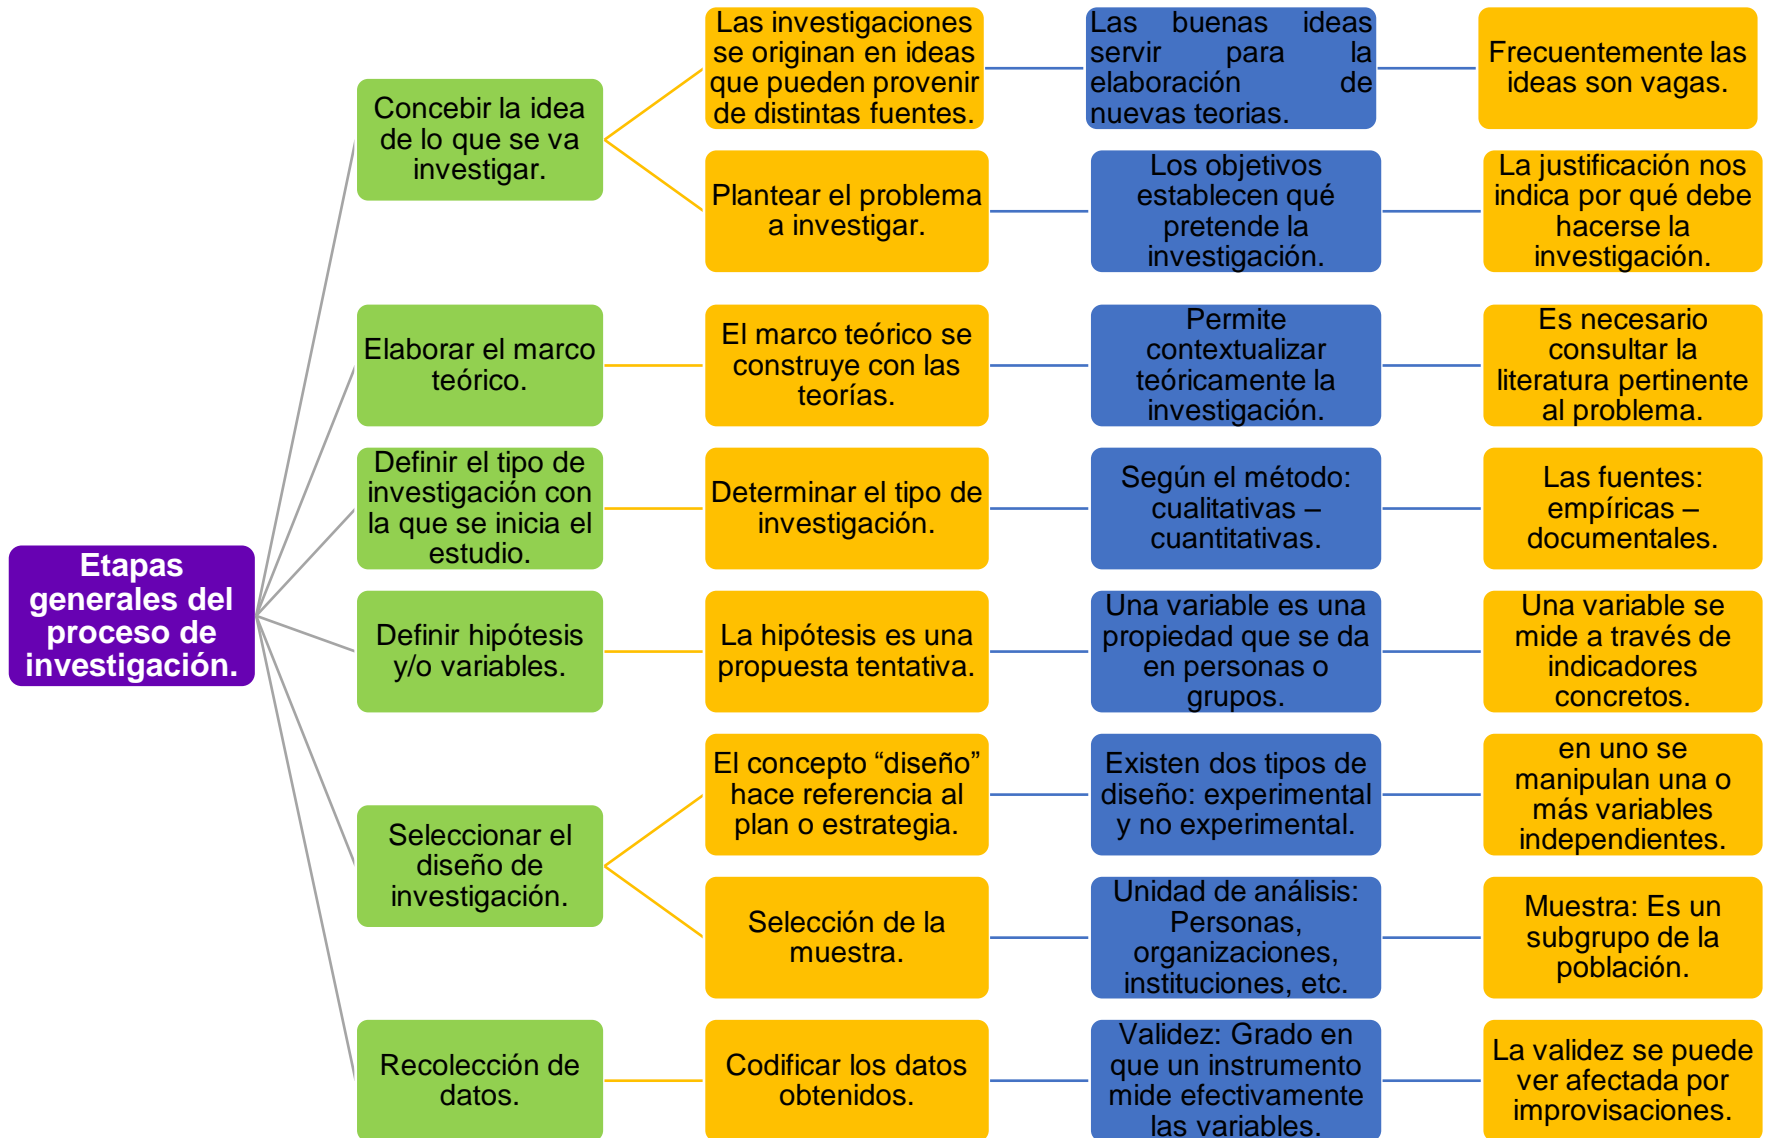 Etapas
generales del
proceso de
investigación.
Concebir la idea
de lo que se va
investigar.
Las investigaciones
se originan en ideas
que pueden provenir
de distintas fuentes.
Las buenas ideas
servir para la
elaboración de
nuevas teorias.
Frecuentemente las
ideas son vagas.
Plantear el problema
a investigar.
Los objetivos
establecen qué
pretende la
investigación.
La justificación nos
indica por qué debe
hacerse la
investigación.
Elaborar el marco
teórico.
El marco teórico se
construye con las
teorías.
Permite
contextualizar
teóricamente la
investigación.
Es necesario
consultar la
literatura pertinente
al problema.
Definir el tipo de
investigación con
la que se inicia el
estudio.
Determinar el tipo de
investigación.
Según el método:
cualitativas –
cuantitativas.
Las fuentes:
empíricas –
documentales.
Definir hipótesis
y/o variables.
La hipótesis es una
propuesta tentativa.
Una variable es una
propiedad que se da
en personas o
grupos.
Una variable se
mide a través de
indicadores
concretos.
Seleccionar el
diseño de
investigación.
El concepto “diseño”
hace referencia al
plan o estrategia.
Existen dos tipos de
diseño: experimental
y no experimental.
en uno se
manipulan una o
más variables
independientes.
Selección de la
muestra.
Unidad de análisis:
Personas,
organizaciones,
instituciones, etc.
Muestra: Es un
subgrupo de la
población.
Recolección de
datos.
Codificar los datos
obtenidos.
Validez: Grado en
que un instrumento
mide efectivamente
las variables.
La validez se puede
ver afectada por
improvisaciones.